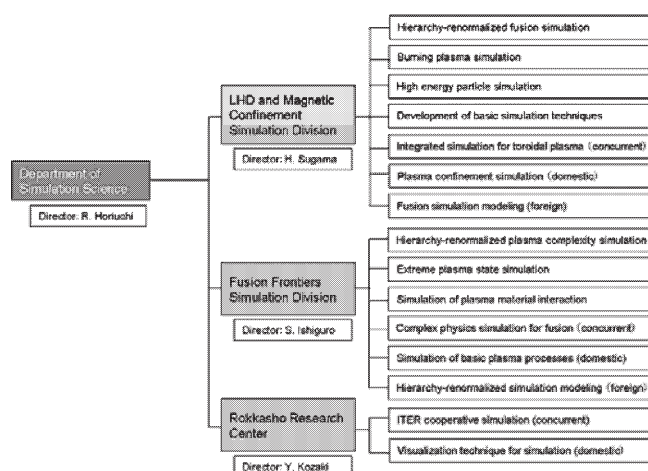 Department of
Simulation Science
Director: R. Horiuchi
LHD and Magnetic
Confinement
Simulation Division
Director: H. Sugama
Hierarchy-renormalized fusion simulation
Burning plasma simulation
High energy particle simulation
Development of basic simulation techniques
Integrated simulation for toroidal plasma (concurrent)
Plasma confinement simulation (domestic)
Fusion simulation modeling (foreign)
Fusion Frontiers
Simulation Division
Director: S. Ishiguro
Hierarchy-renormalized plasma complexity simulation
Extreme plasma state simulation
Simulation of plasma material interaction
Complex physics simulation for fusion (concurrent)
Simulation of basic plasma processes (domestic)
Hierarchy-renormalized simulation modeling (foreign)
Rokkasho Research
Center
Director: Y. Kozaki
ITER cooperative simulation (concurrent)
Visualization technique for simulation (domestic)